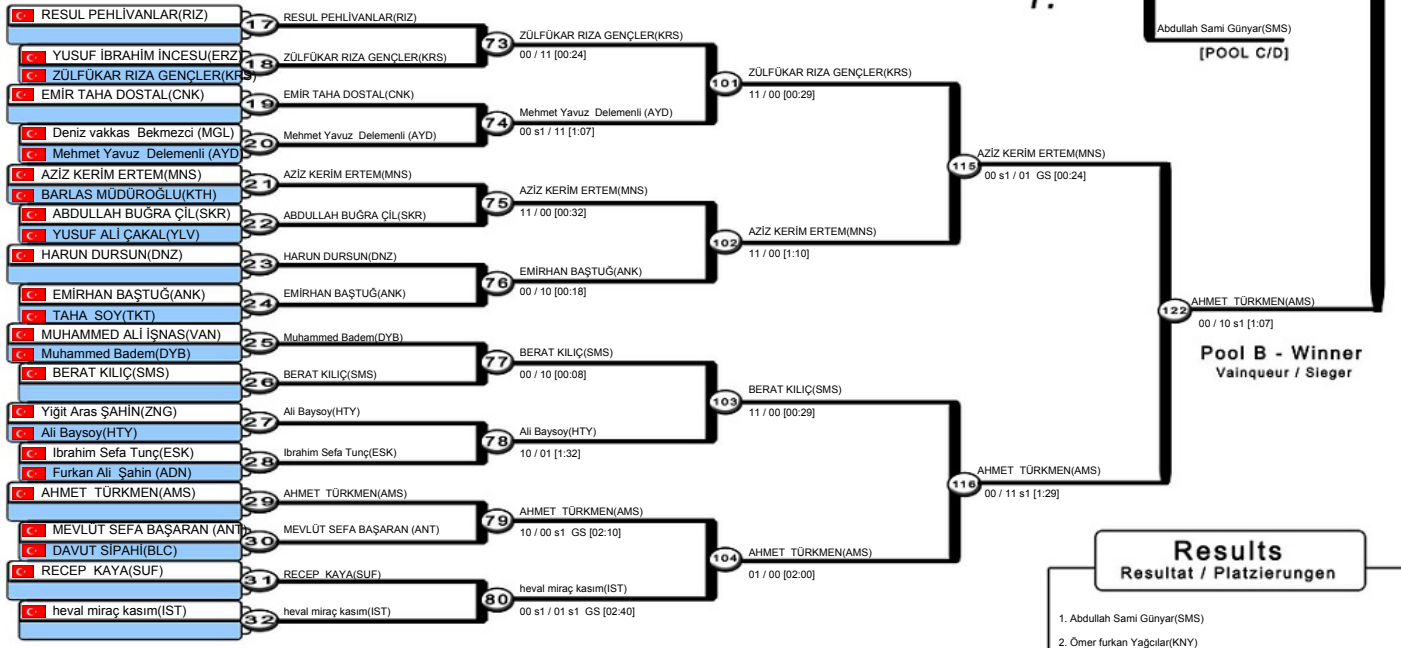 RESUL PEHLİVANLAR(RIZ)
YUSUF İBRAHİM İNCESU(ERZ)
ZÜLFÜKAR RIZA GENÇLER(KRS)
EMİR TAHA DOSTAL(CNK)
Deniz vakkas Bekmezci (MGL)
Mehmet Yavuz Delemenli (AYD
AZİZ KERİM ERTEM(MNS)
BARLAS MÜDÜROĞLU(KTH)
ABDULLAH BUĞRA ÇİL(SKR)
YUSUF ALİ ÇAKAL(YLV)
HARUN DURSUN(DNZ)
EMİRHAN BAŞTUĞ(ANK)
TAHA SOY(TKT)
MUHAMMED ALİ İŞNAS(VAN)
Muhammed Badem(DYB)
BERAT KILIÇ(SMS)
Yiğit Aras ŞAHİN(ZNG)
Ali Baysoy(HTY)
Ibrahim Sefa Tunç(ESK)
Furkan Ali Şahin (ADN)
AHMET TÜRKMEN(AMS)
MEVLÜT SEFA BAŞARAN (ANT)
DAVUT SİPAHİ(BLC)
RECEP KAYA(SUF)
heval miraç kasım(IST)
17
RESUL PEHLİVANLAR(RIZ)
18
ZÜLFÜKAR RIZA GENÇLER(KRS)
19
EMİR TAHA DOSTAL(CNK)
20
Mehmet Yavuz Delemenli (AYD)
21
AZİZ KERİM ERTEM(MNS)
22
ABDULLAH BUĞRA ÇİL(SKR)
23
HARUN DURSUN(DNZ)
24
EMİRHAN BAŞTUĞ(ANK)
25
Muhammed Badem(DYB)
26
BERAT KILIÇ(SMS)
27
Ali Baysoy(HTY)
28
Ibrahim Sefa Tunç(ESK)
29
AHMET TÜRKMEN(AMS)
30
MEVLÜT SEFA BAŞARAN (ANT)
31
RECEP KAYA(SUF)
32
heval miraç kasım(IST)
73
ZÜLFÜKAR RIZA GENÇLER(KRS)
00 / 11 [00:24]
74
Mehmet Yavuz Delemenli (AYD)
00 s1 / 11 [1:07]
75
AZİZ KERİM ERTEM(MNS)
11 / 00 [00:32]
76
EMİRHAN BAŞTUĞ(ANK)
00 / 10 [00:18]
77
BERAT KILIÇ(SMS)
00 / 10 [00:08]
78
Ali Baysoy(HTY)
10 / 01 [1:32]
79
AHMET TÜRKMEN(AMS)
10 / 00 s1 GS [02:10]
80
heval miraç kasım(IST)
00 s1 / 01 s1 GS [02:40]
101
ZÜLFÜKAR RIZA GENÇLER(KRS)
11 / 00 [00:29]
102
AZİZ KERİM ERTEM(MNS)
11 / 00 [1:10]
103
BERAT KILIÇ(SMS)
11 / 00 [00:29]
104
AHMET TÜRKMEN(AMS)
01 / 00 [02:00]
115
AZİZ KERİM ERTEM(MNS)
00 s1 / 01 GS [00:24]
116
AHMET TÜRKMEN(AMS)
00 / 11 s1 [1:29]
122
AHMET TÜRKMEN(AMS)
00 / 10 s1 [1:07]
Pool B - Winner
Vainqueur / Sieger
Abdullah Sami Günyar(SMS)
[POOL C/D]
Results
Resultat / Platzierungen
1. Abdullah Sami Günyar(SMS)
2. Ömer furkan Yağcılar(KNY)